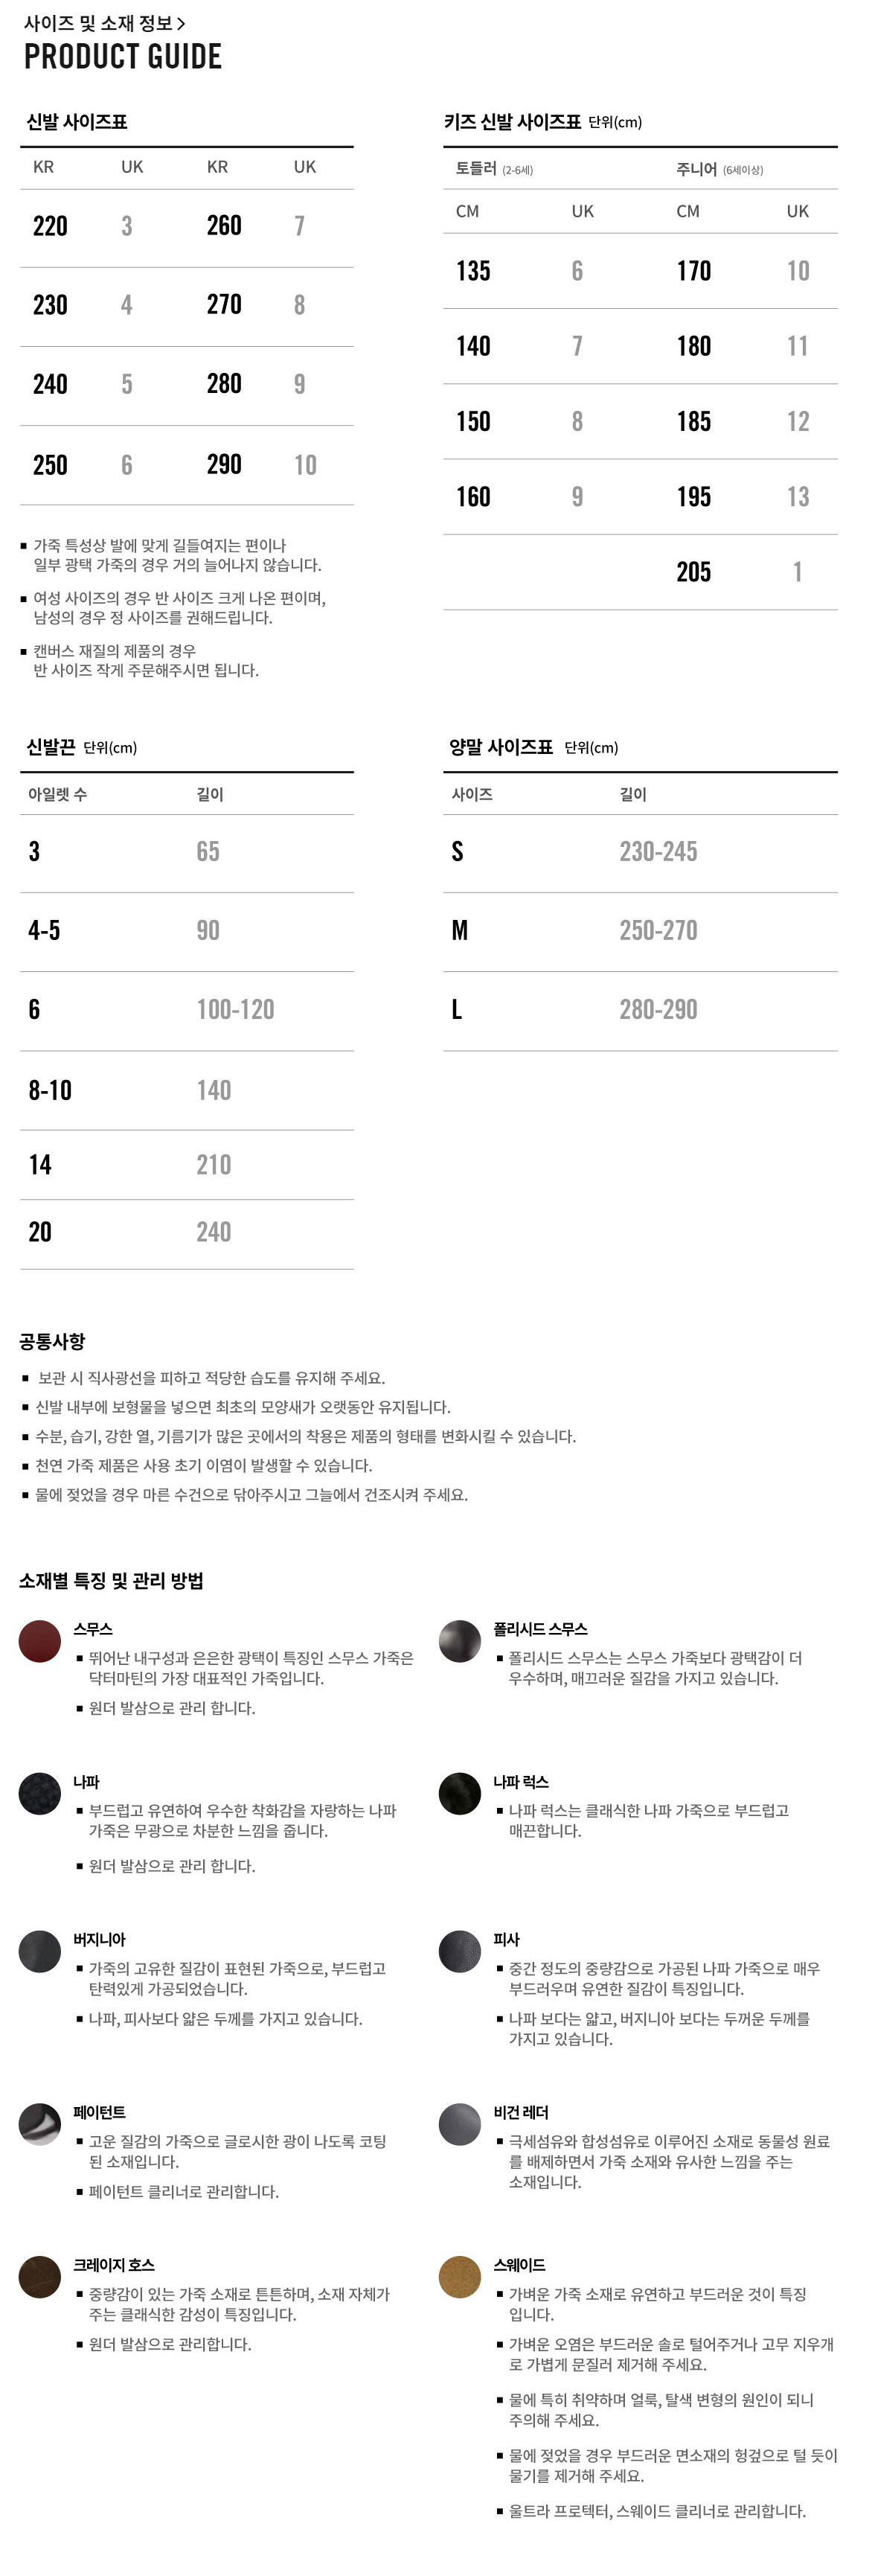 사이즈 및 소재 정보 >
PRODUCT GUIDE
신발 사이즈표
KR UK KR UK
220 3 260 7
230 4 270 8
240 5 280 9
250 6 290 10
■ 가죽 특성상 발에 맞게 길들여지는 편이나
일부 광택 가죽의 경우 거의 늘어나지 않습니다.
■ 여성 사이즈의 경우 반 사이즈 크게 나온 편이며,
남성의 경우 정 사이즈를 권해드립니다.
■ 캔버스 재질의 제품의 경우
반 사이즈 작게 주문해주시면 됩니다.
키즈 신발 사이즈표 단위(cm)
토들러 (2-6세) 주니어 (6세이상)
CM UK CM UK
135 6 170 10
140 7 180 11
150 8 185 12
160 9 195 13
205 1
신발끈 단위(cm)
아일렛 수 길이
3 65
4-5 90
6 100-120
8-10 140
14 210
20 240
양말 사이즈표 단위(cm)
사이즈 길이
S 230-245
M 250-270
L 280-290
공통사항
■ 보관 시 직사광선을 피하고 적당한 습도를 유지해 주세요.
■ 신발 내부에 보형물을 넣으면 최초의 모양새가 오랫동안 유지됩니다.
■ 수분, 습기, 강한 열, 기름기가 많은 곳에서의 착용은 제품의 형태를 변화시킬 수 있습니다.
■ 천연 가죽 제품은 사용 초기 이염이 발생할 수 있습니다.
■ 물에 젖었을 경우 마른 수건으로 닦아주시고 그늘에서 건조시켜 주세요.
소재별 특징 및 관리 방법
스무스
■ 뛰어난 내구성과 은은한 광택이 특징인 스무스 가죽은
닥터마틴의 가장 대표적인 가죽입니다.
■ 원더 발삼으로 관리 합니다.
폴리시드 스무스
■ 폴리시드 스무스는 스무스 가죽보다 광택감이 더
우수하며, 매끄러운 질감을 가지고 있습니다.
나파
■ 부드럽고 유연하여 우수한 착화감을 자랑하는 나파
가죽은 무광으로 차분한 느낌을 줍니다.
■ 원더 발삼으로 관리 합니다.
나파 럭스
■ 나파 럭스는 클래식한 나파 가죽으로 부드럽고
매끈합니다.
버지니아
■ 가죽의 고유한 질감이 표현된 가죽으로, 부드럽고
탄력있게 가공되었습니다.
■ 나파, 피사보다 얇은 두께를 가지고 있습니다.
피사
■ 중간 정도의 중량감으로 가공된 나파 가죽으로 매우
부드러우며 유연한 질감이 특징입니다.
■ 나파 보다는 얇고, 버지니아 보다는 두꺼운 두께를
가지고 있습니다.
페이턴트
■ 고운 질감의 가죽으로 글로시한 광이 나도록 코팅
된 소재입니다.
■ 페이턴트 클리너로 관리합니다.
비건 레더
■ 극세섬유와 합성섬유로 이루어진 소재로 동물성 원료
를 배제하면서 가죽 소재와 유사한 느낌을 주는
소재입니다.
크레이지 호스
■ 중량감이 있는 가죽 소재로 튼튼하며, 소재 자체가
주는 클래식한 감성이 특징입니다.
■ 원더 발삼으로 관리합니다.
스웨이드
■ 가벼운 가죽 소재로 유연하고 부드러운 것이 특징
입니다.
■ 가벼운 오염은 부드러운 솔로 털어주거나 고무 지우개
로 가볍게 문질러 제거해 주세요.
■ 물에 특히 취약하며 얼룩, 탈색 변형의 원인이 되니
주의해 주세요.
■ 물에 젖었을 경우 부드러운 면소재의 헝겊으로 털 듯이
물기를 제거해 주세요.
■ 울트라 프로텍터, 스웨이드 클리너로 관리합니다.